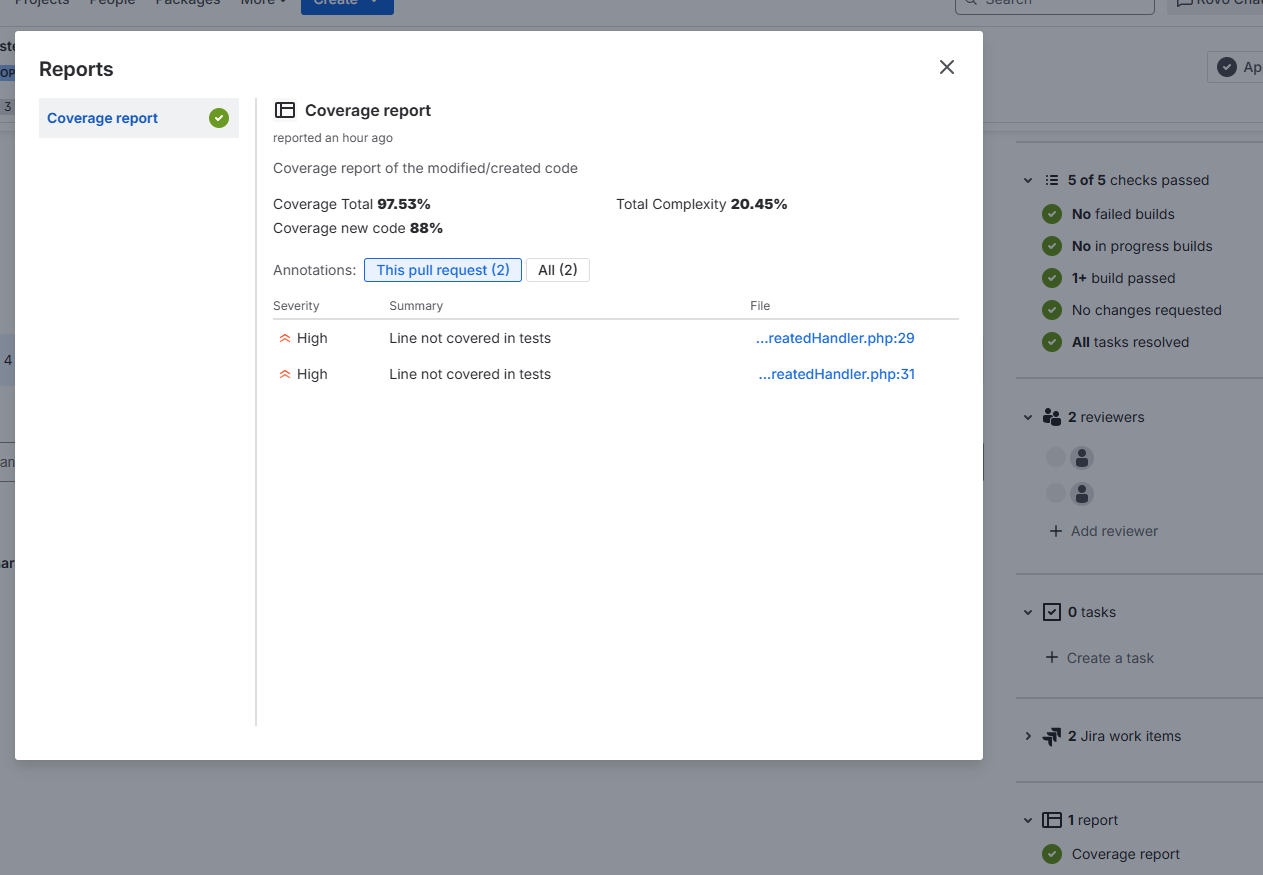 Projects People Packages More Create Search Rovo Chat
Reports
Coverage report
Coverage report
reported an hour ago
Coverage report of the modified/created code
Coverage Total 97.53% Total Complexity 20.45%
Coverage new code 88%
Annotations: This pull request (2) All (2)
Severity Summary File
High Line not covered in tests ...reatedHandler.php:29
High Line not covered in tests ...reatedHandler.php:31
3
4
5 of 5 checks passed
No failed builds
No in progress builds
1+ build passed
No changes requested
All tasks resolved
2 reviewers
Add reviewer
0 tasks
Create a task
2 Jira work items
1 report
Coverage report